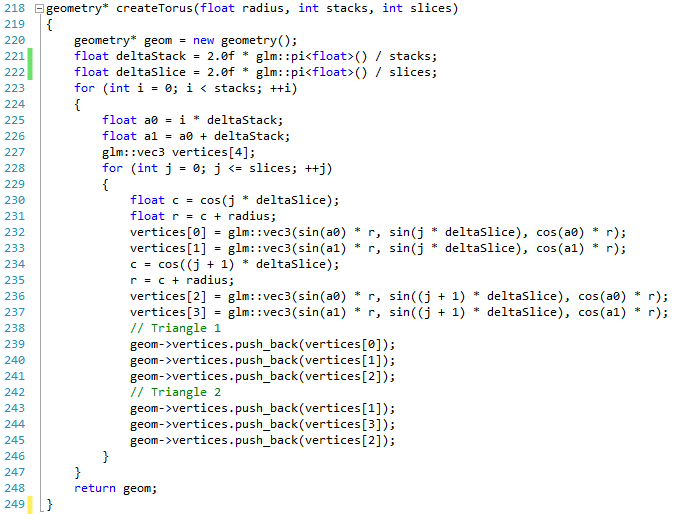 218 geometry* createTorus(float radius, int stacks, int slices)
219 {
220     geometry* geom = new geometry();
221     float deltaStack = 2.0f * glm::pi<float>() / stacks;
222     float deltaSlice = 2.0f * glm::pi<float>() / slices;
223     for (int i = 0; i < stacks; ++i)
224     {
225         float a0 = i * deltaStack;
226         float a1 = a0 + deltaStack;
227         glm::vec3 vertices[4];
228         for (int j = 0; j <= slices; ++j)
229         {
230             float c = cos(j * deltaSlice);
231             float r = c + radius;
232             vertices[0] = glm::vec3(sin(a0) * r, sin(j * deltaSlice), cos(a0) * r);
233             vertices[1] = glm::vec3(sin(a1) * r, sin(j * deltaSlice), cos(a1) * r);
234             c = cos((j + 1) * deltaSlice);
235             r = c + radius;
236             vertices[2] = glm::vec3(sin(a0) * r, sin((j + 1) * deltaSlice), cos(a0) * r);
237             vertices[3] = glm::vec3(sin(a1) * r, sin((j + 1) * deltaSlice), cos(a1) * r);
238             // Triangle 1
239             geom->vertices.push_back(vertices[0]);
240             geom->vertices.push_back(vertices[1]);
241             geom->vertices.push_back(vertices[2]);
242             // Triangle 2
243             geom->vertices.push_back(vertices[1]);
244             geom->vertices.push_back(vertices[3]);
245             geom->vertices.push_back(vertices[2]);
246         }
247     }
248     return geom;
249 }